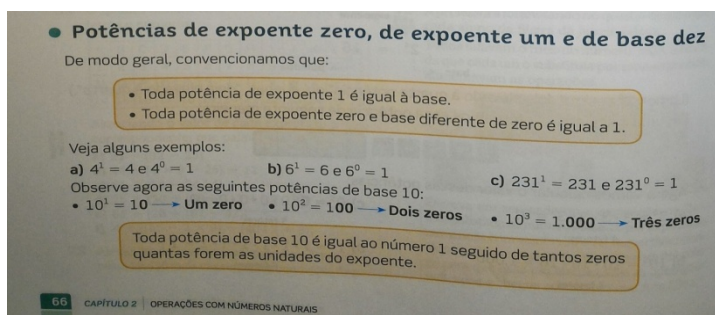 • Potências de expoente zero, de expoente um e de base dez
De modo geral, convencionamos que:
• Toda potência de expoente 1 é igual à base.
• Toda potência de expoente zero e base diferente de zero é igual a 1.
Veja alguns exemplos:
a) 4¹ = 4 e 4⁰ = 1 b) 6¹ = 6 e 6⁰ = 1 c) 231¹ = 231 e 231⁰ = 1
Observe agora as seguintes potências de base 10:
• 10¹ = 10 → Um zero • 10² = 100 → Dois zeros • 10³ = 1.000 → Três zeros
Toda potência de base 10 é igual ao número 1 seguido de tantos zeros
quantas forem as unidades do expoente.
66 CAPÍTULO 2 | OPERAÇÕES COM NÚMEROS NATURAIS